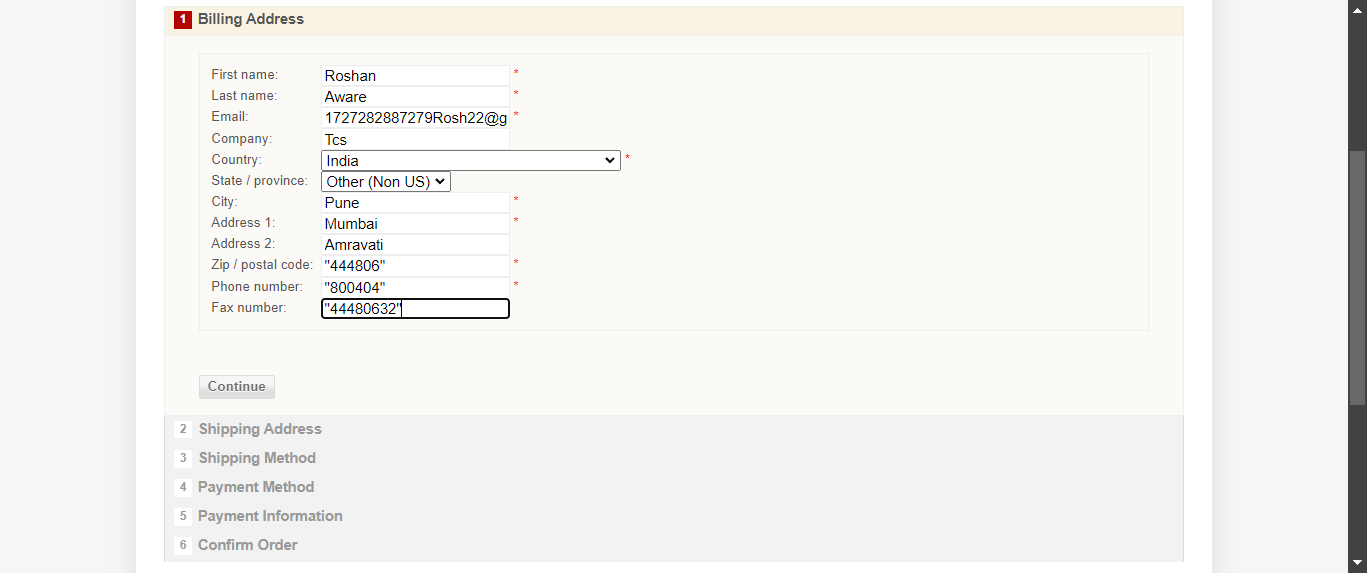 1 Billing Address
First name: Roshan *
Last name: Aware *
Email: 1727282887279Rosh22@g *
Company: Tcs
Country: India *
State / province: Other (Non US)
City: Pune *
Address 1: Mumbai *
Address 2: Amravati
Zip / postal code: "444806" *
Phone number: "800404" *
Fax number: "44480632"
Continue
2 Shipping Address
3 Shipping Method
4 Payment Method
5 Payment Information
6 Confirm Order